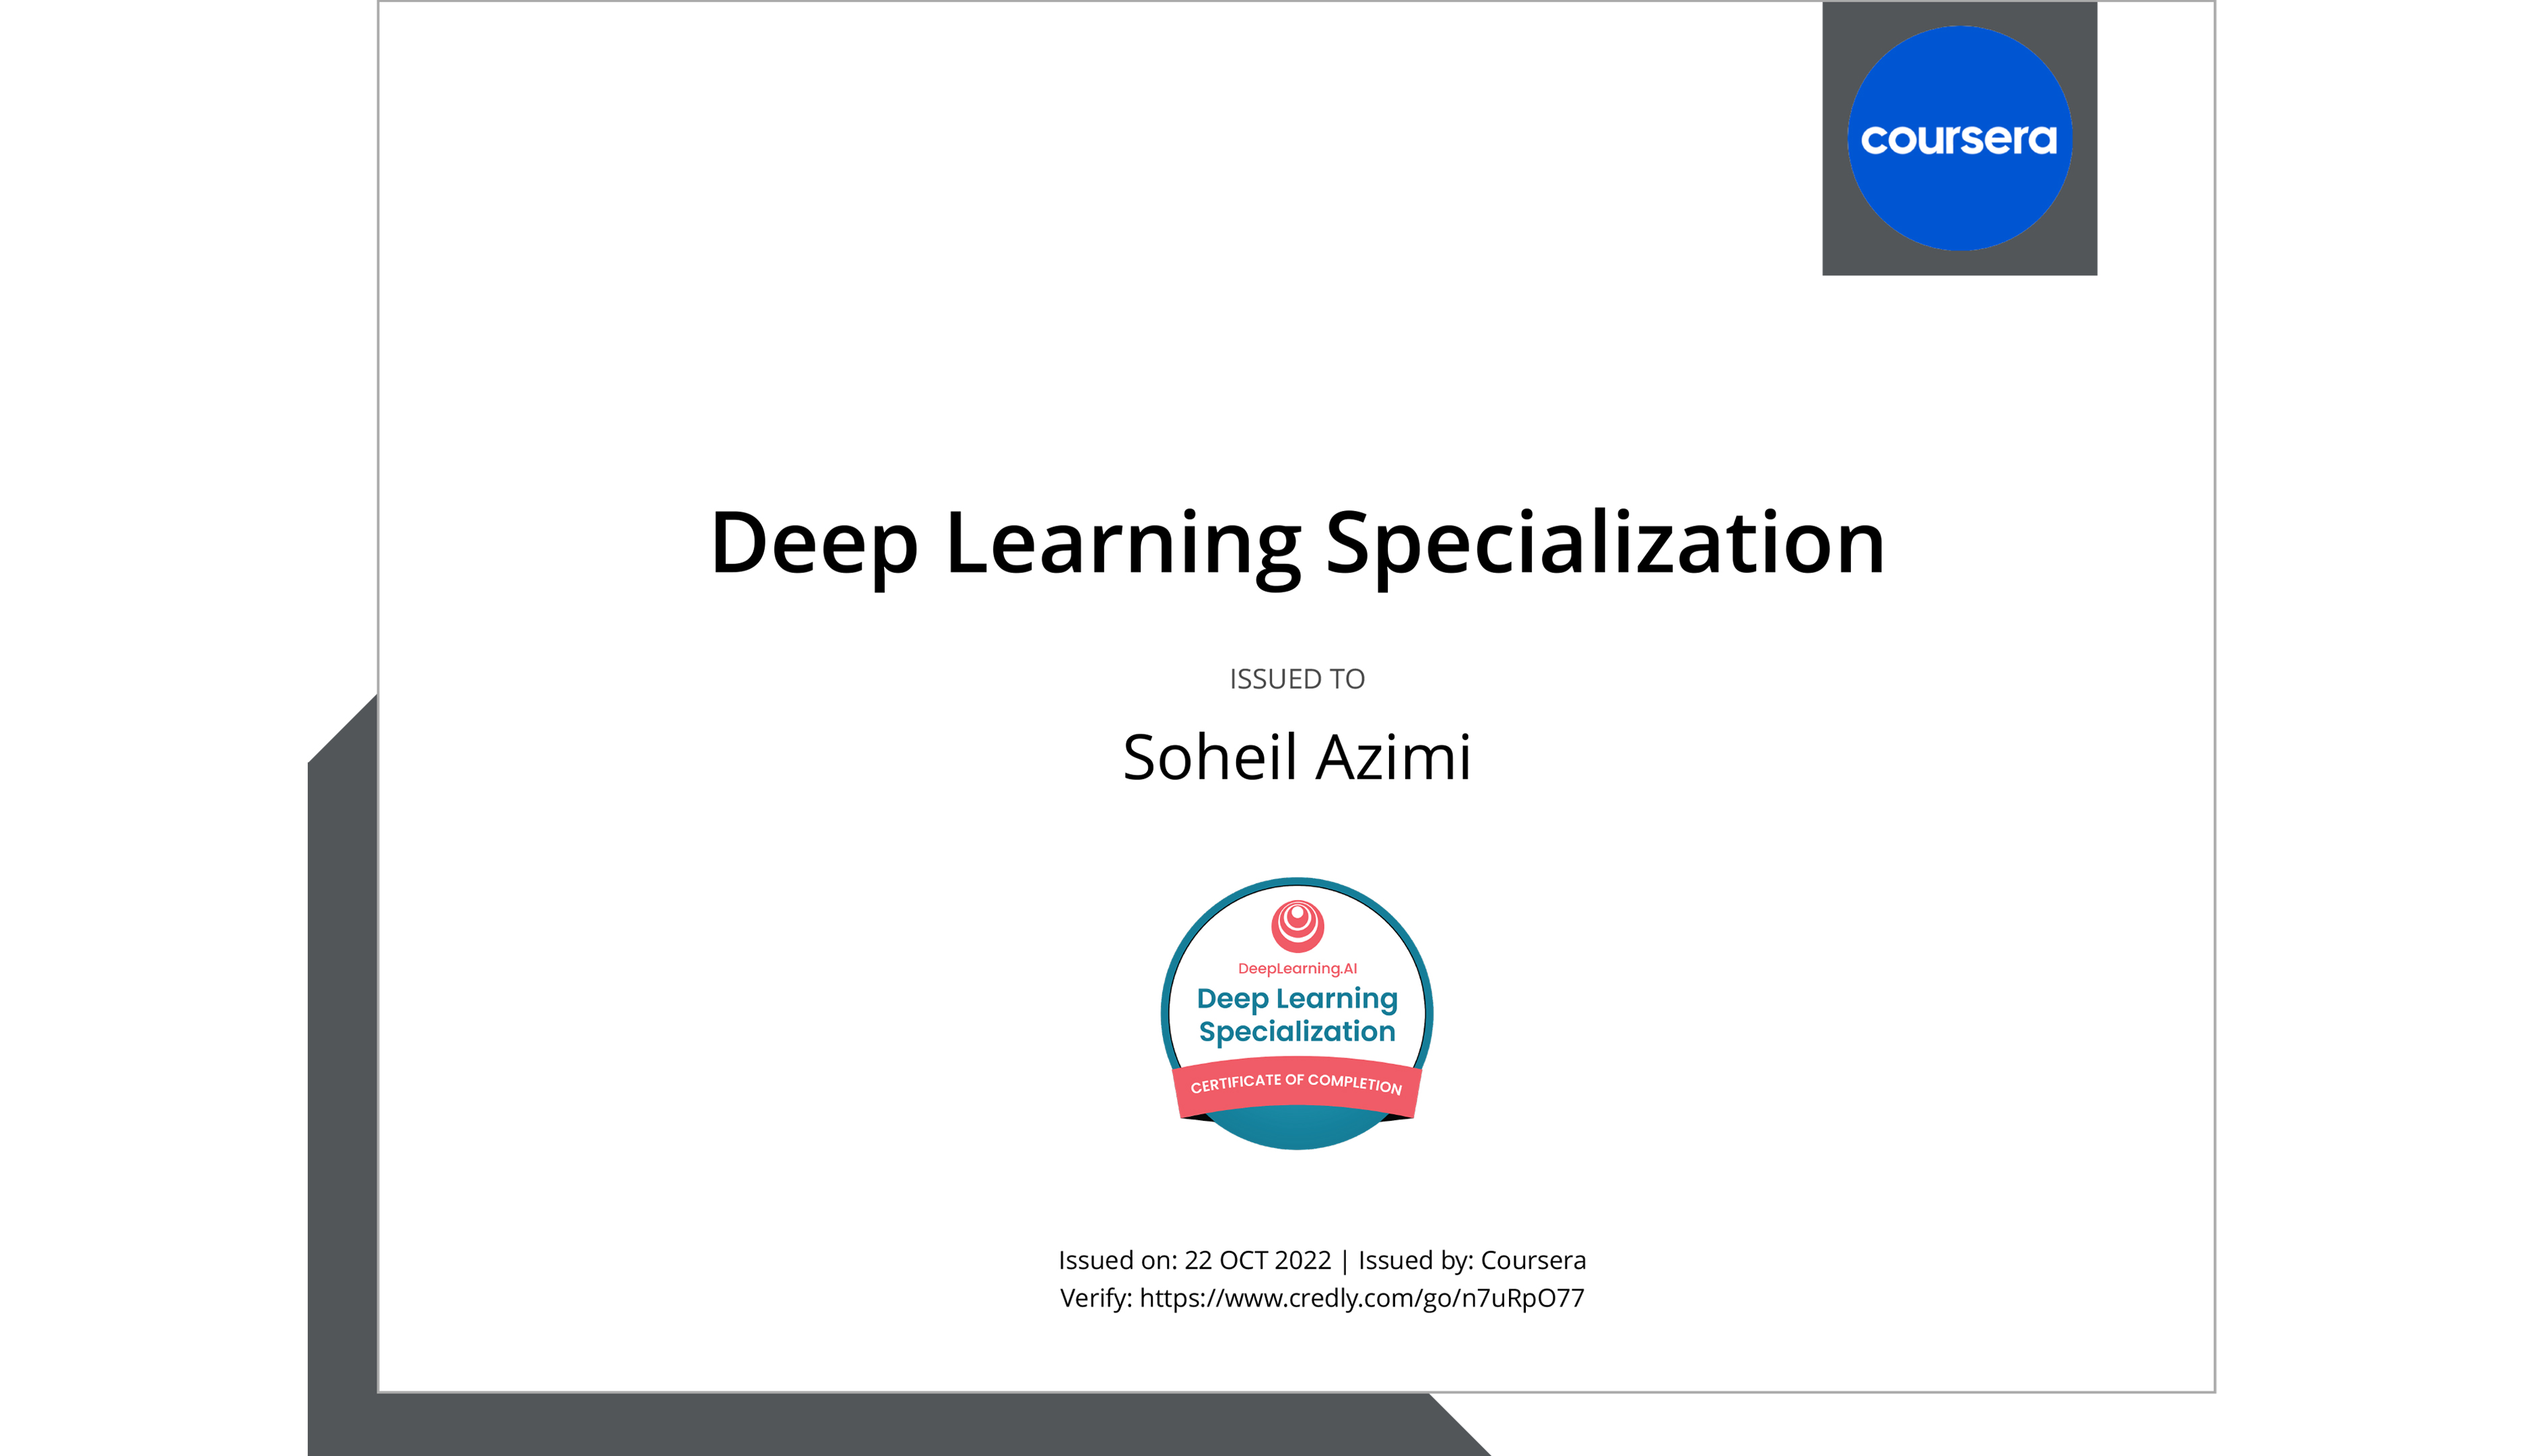 coursera
Deep Learning Specialization
ISSUED TO
Soheil Azimi
DeepLearning.AI
Deep Learning
Specialization
CERTIFICATE OF COMPLETION
Issued on: 22 OCT 2022 | Issued by: Coursera
Verify: https://www.credly.com/go/n7uRpO77